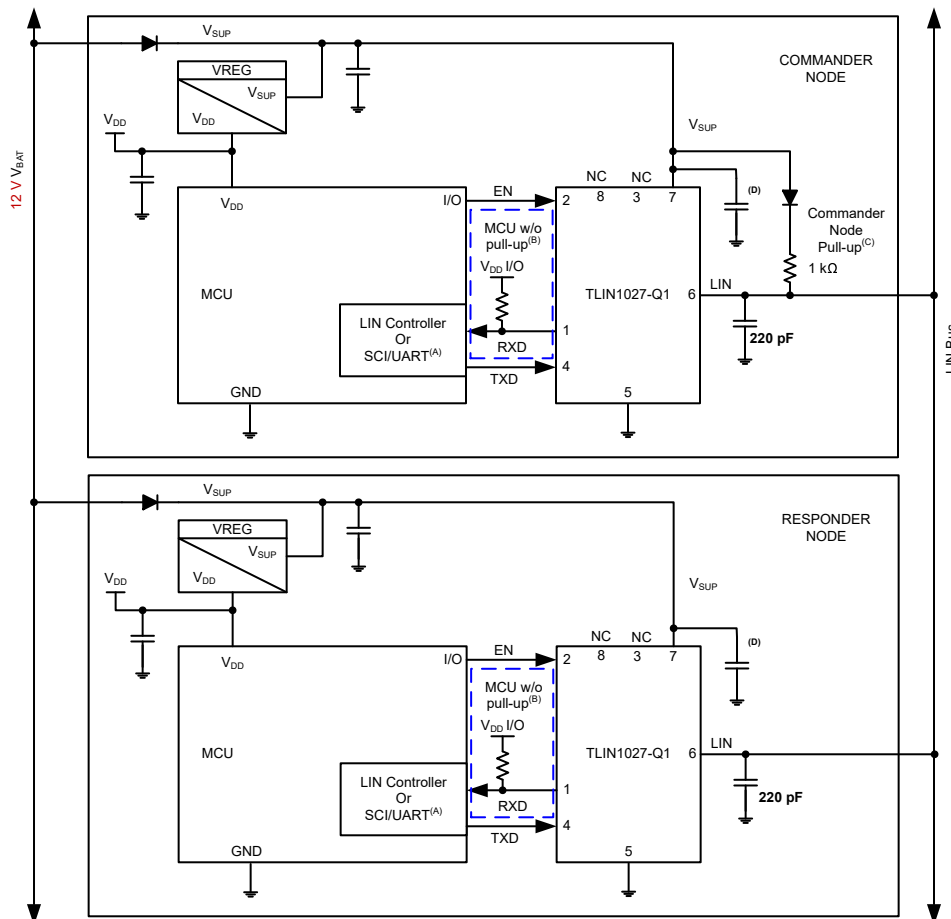 12 V VBAT
COMMANDER
NODE
VSUP
VREG
VSUP
VDD
VDD
VDD
MCU
GND
I/O
EN
MCU w/o
pull-up(B)
VDD I/O
LIN Controller
Or
SCI/UART(A)
RXD
TXD
2
NC
8
NC
3
7
VSUP
(D)
TLIN1027-Q1
1
4
5
6
LIN
Commander
Node
Pull-up(C)
1 kΩ
220 pF
LIN Bus
RESPONDER
NODE
VSUP
VREG
VSUP
VDD
VDD
VDD
MCU
GND
I/O
EN
MCU w/o
pull-up(B)
VDD I/O
LIN Controller
Or
SCI/UART(A)
RXD
TXD
2
NC
8
NC
3
7
VSUP
(D)
TLIN1027-Q1
1
4
5
6
LIN
220 pF